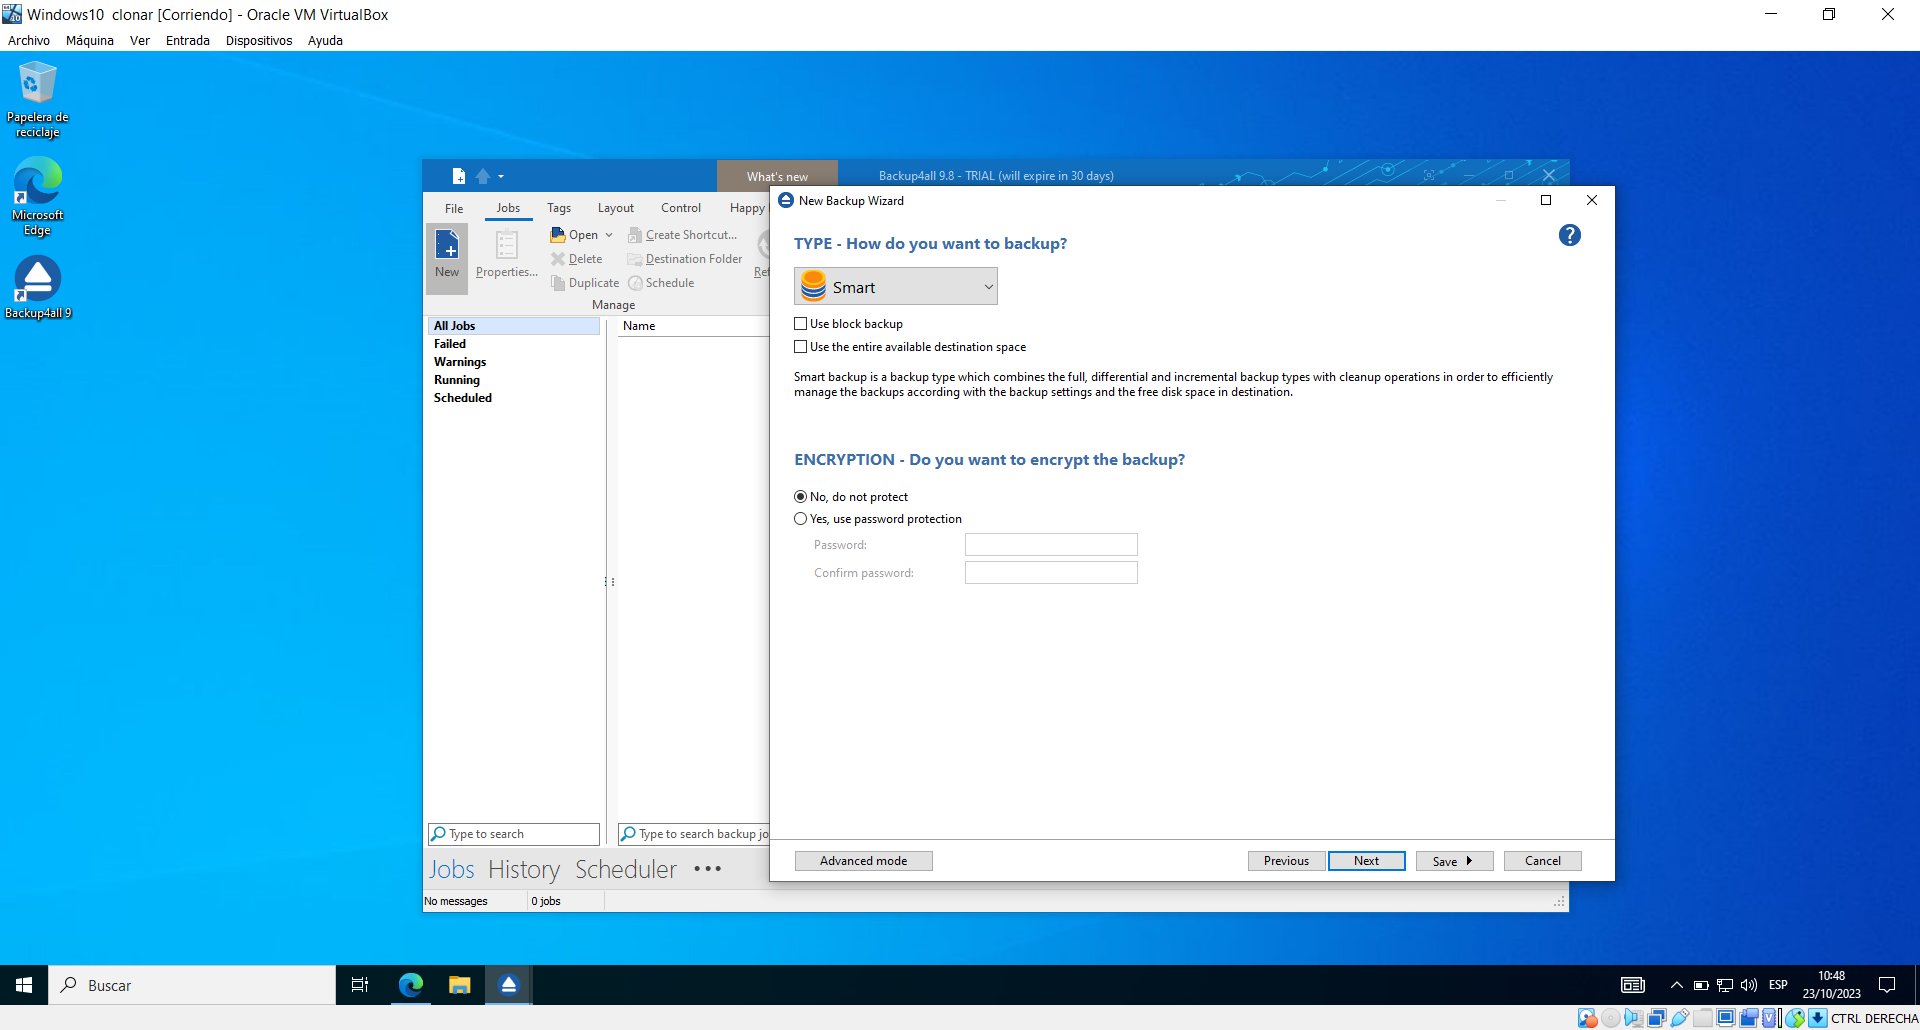 Windows10 clonar [Corriendo] - Oracle VM VirtualBox
Archivo Máquina Ver Entrada Dispositivos Ayuda
Papelera de
reciclaje
Microsoft
Edge
Backup4all 9
What's new
Backup4all 9.8 - TRIAL (will expire in 30 days)
File Jobs Tags Layout Control Happy
New
Properties...
Open
Delete
Duplicate
Create Shortcut...
Destination Folder
Schedule
Manage
All Jobs
Failed
Warnings
Running
Scheduled
Name
Type to search
Type to search backup jo
Jobs History Scheduler •••
No messages
0 jobs
New Backup Wizard
?
TYPE - How do you want to backup?
Smart
Use block backup
Use the entire available destination space
Smart backup is a backup type which combines the full, differential and incremental backup types with cleanup operations in order to efficiently
manage the backups according with the backup settings and the free disk space in destination.
ENCRYPTION - Do you want to encrypt the backup?
No, do not protect
Yes, use password protection
Password:
Confirm password:
Advanced mode
Previous
Next
Save
Cancel
Buscar
ESP
10:48
23/10/2023
CTRL DERECHA